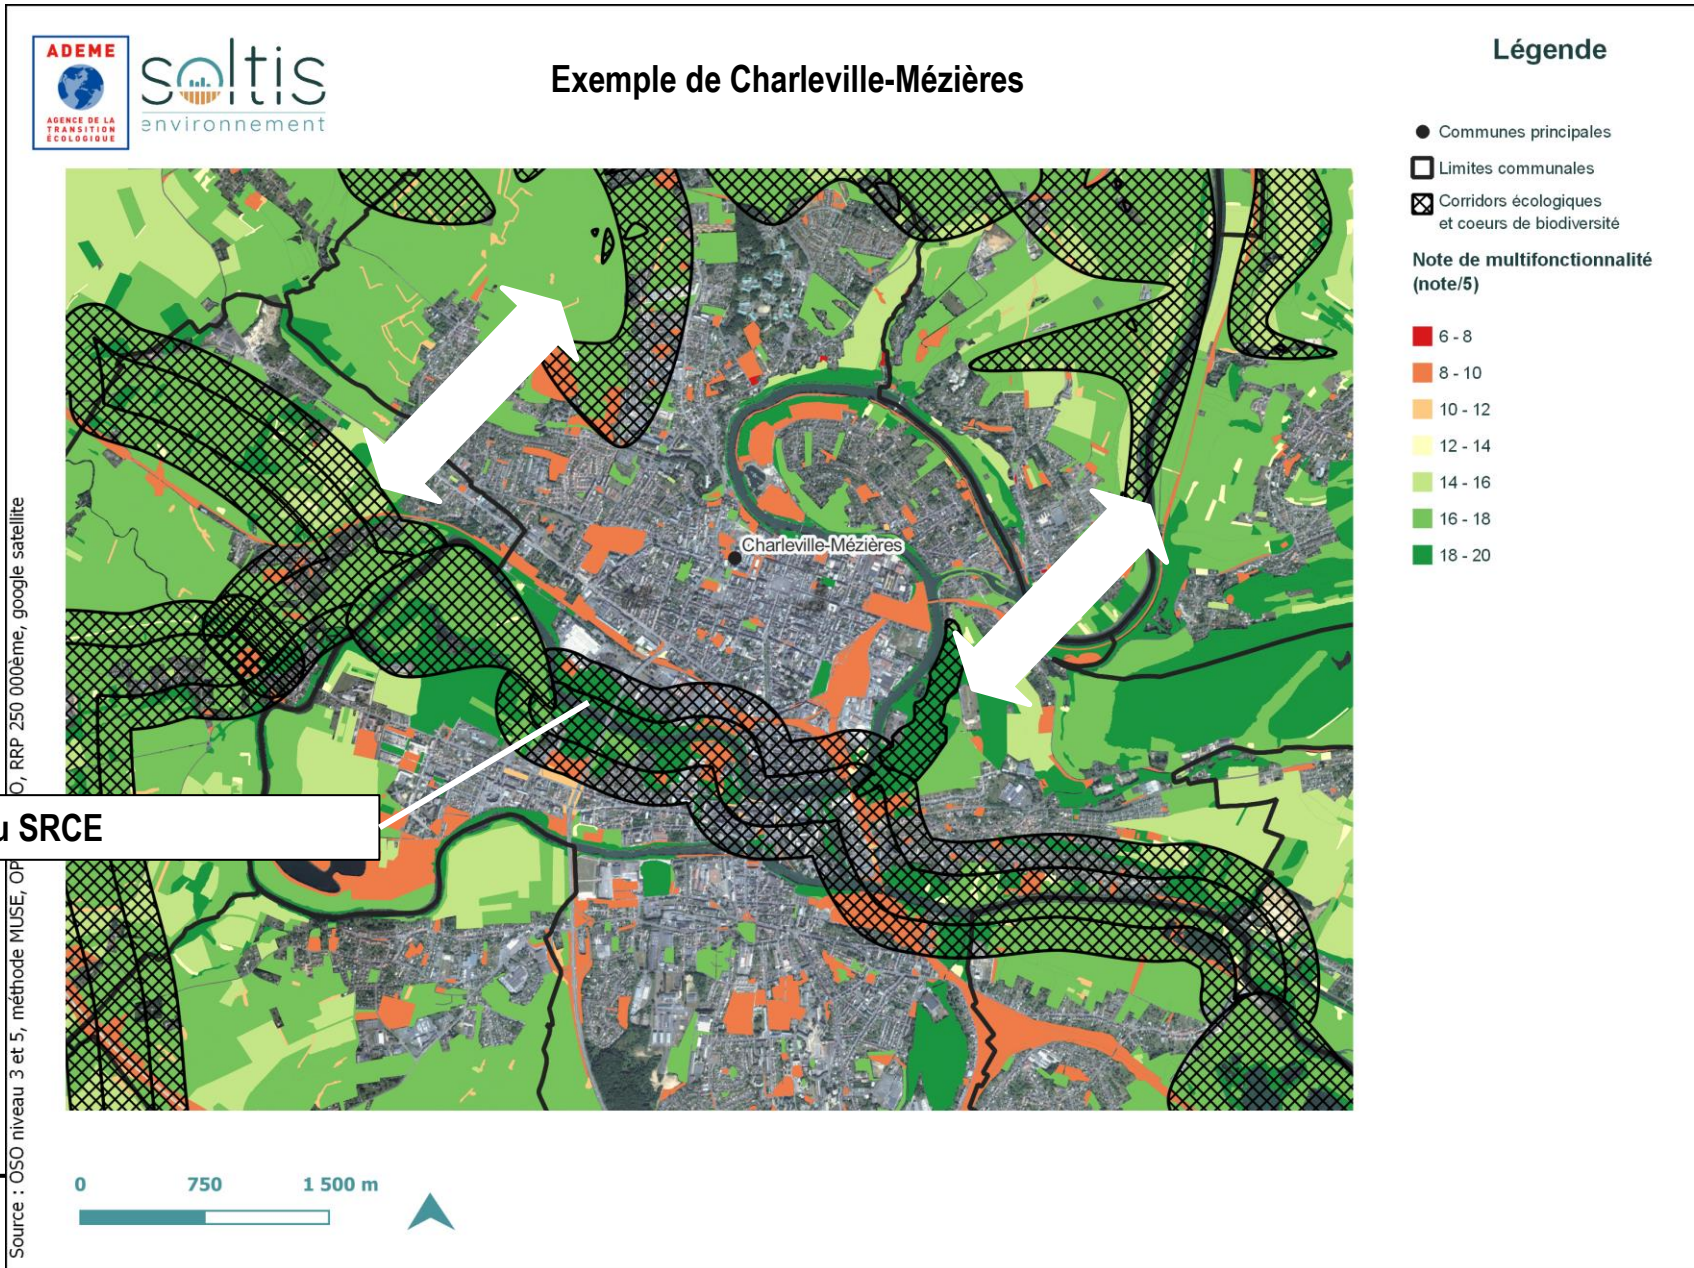 ADEME
AGENCE DE LA
TRANSITION
ÉCOLOGIQUE
soltis
environnement
Exemple de Charleville-Mézières
Légende
Communes principales
Limites communales
Corridors écologiques
et coeurs de biodiversité
Note de multifonctionnalité
(note/5)
6 - 8
8 - 10
10 - 12
12 - 14
14 - 16
16 - 18
18 - 20
Charleville-Mézières
SRCE
Source : OSO niveau 3 et 5, méthode MUSE, OP
O, RRP 250 000ème, google satellite
0 750 1 500 m